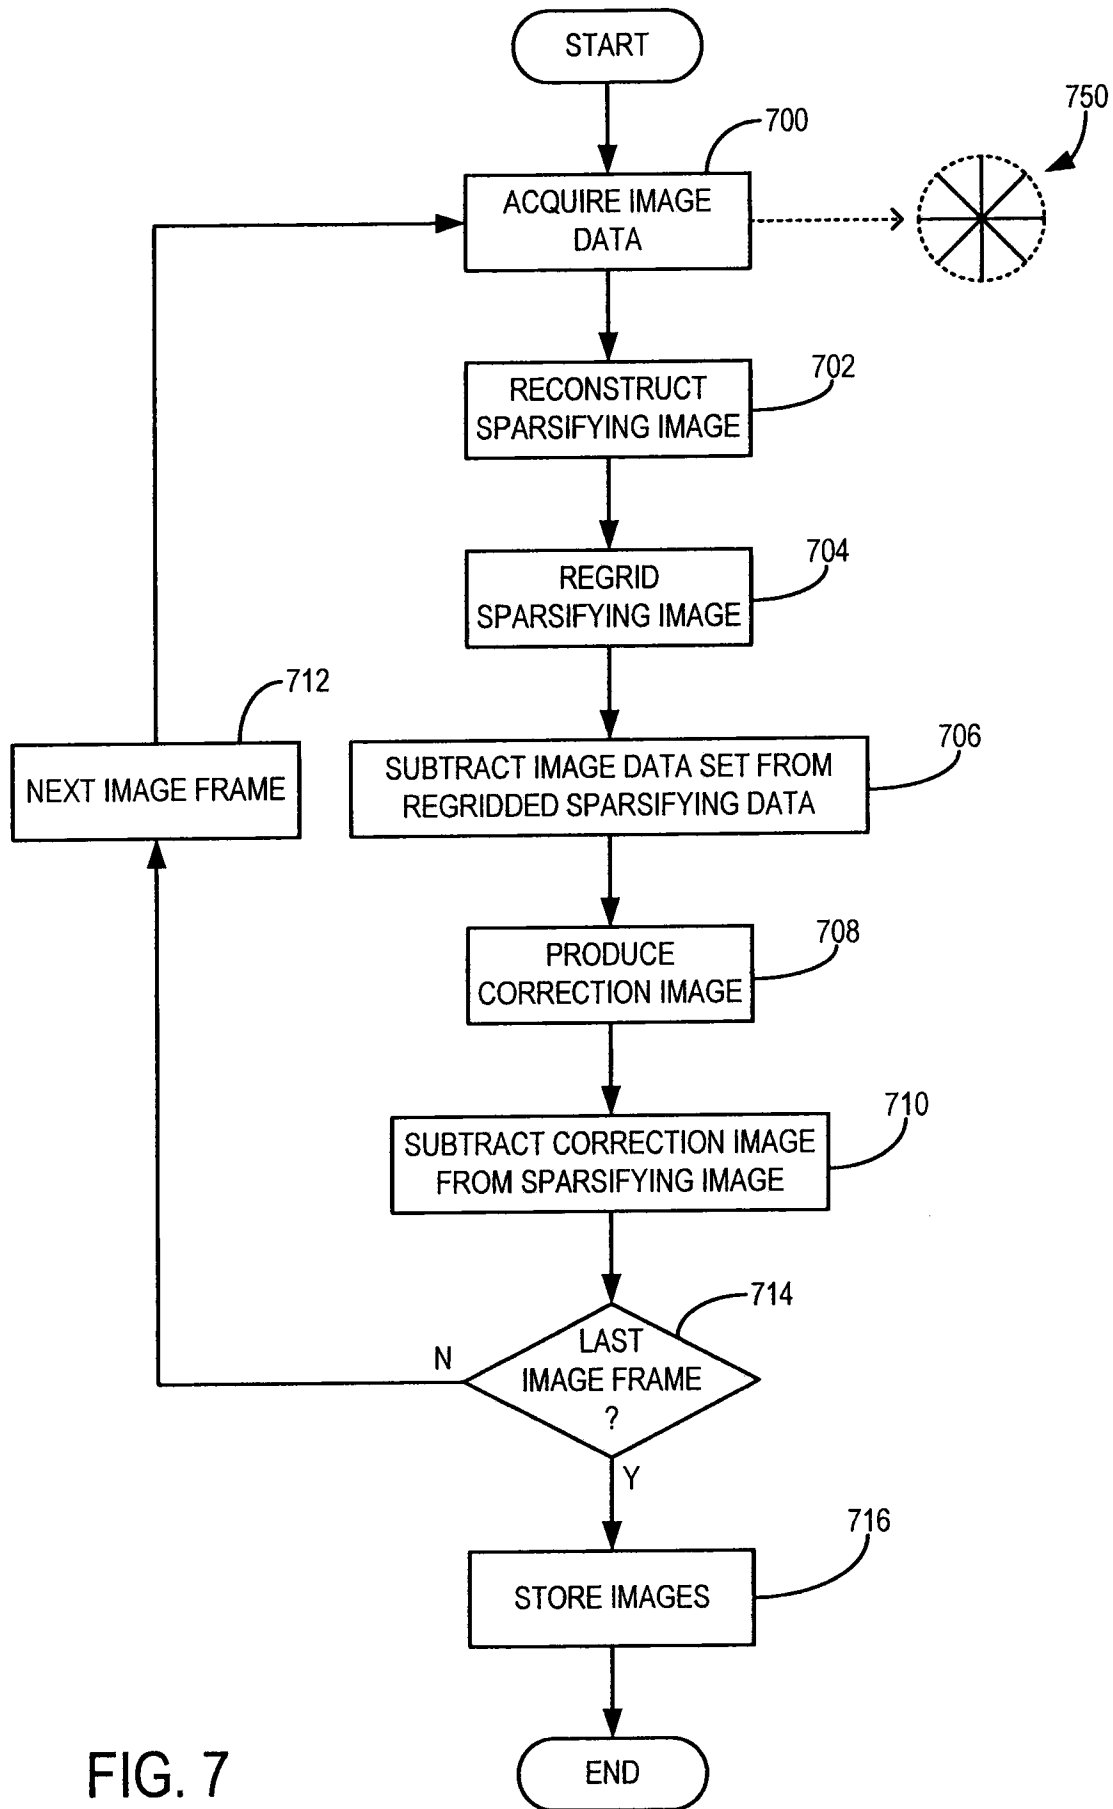 START
700
750
ACQUIRE IMAGE
DATA
702
RECONSTRUCT
SPARSIFYING IMAGE
704
REGRID
SPARSIFYING IMAGE
712
NEXT IMAGE FRAME
706
SUBTRACT IMAGE DATA SET FROM
REGRIDDED SPARSIFYING DATA
708
PRODUCE
CORRECTION IMAGE
710
SUBTRACT CORRECTION IMAGE
FROM SPARSIFYING IMAGE
714
N
LAST
IMAGE FRAME
?
Y
716
STORE IMAGES
END
FIG. 7